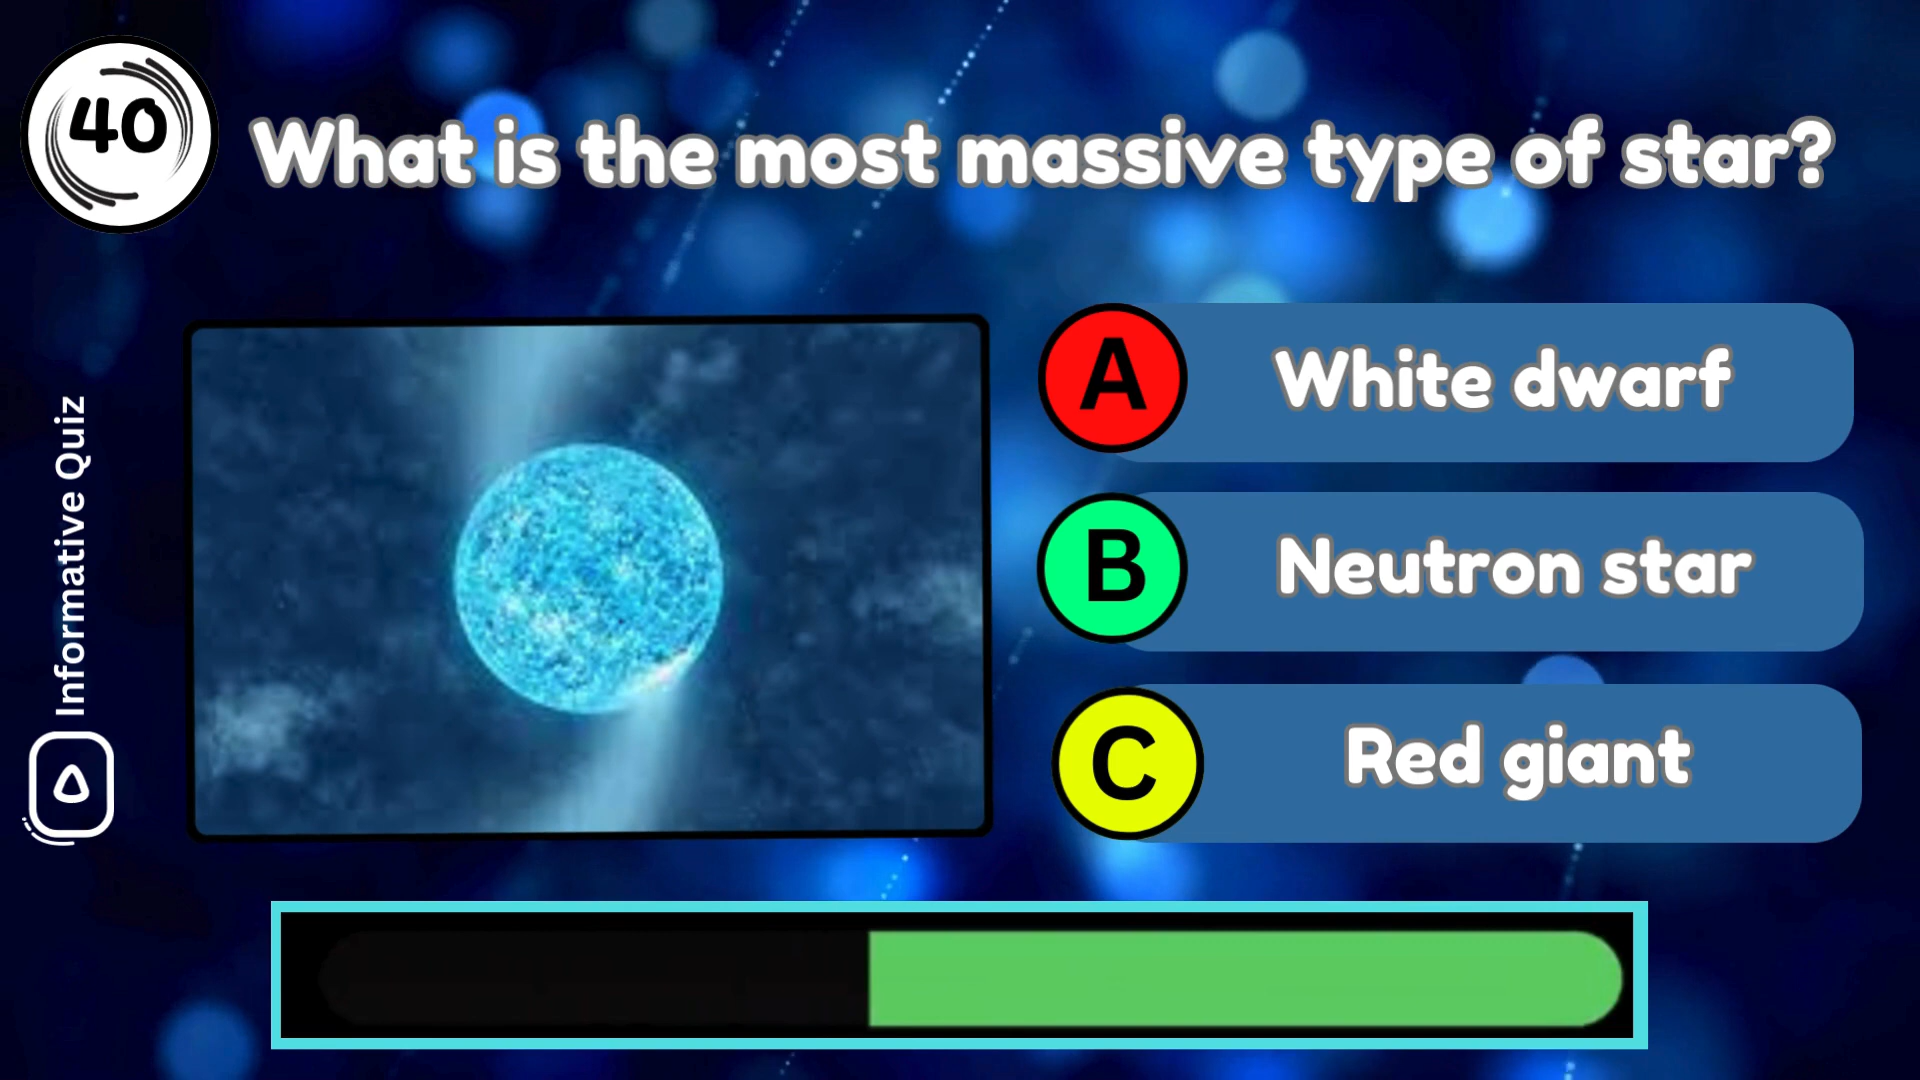 40
What is the most massive type of star?
A White dwarf
B Neutron star
C Red giant
Informative Quiz